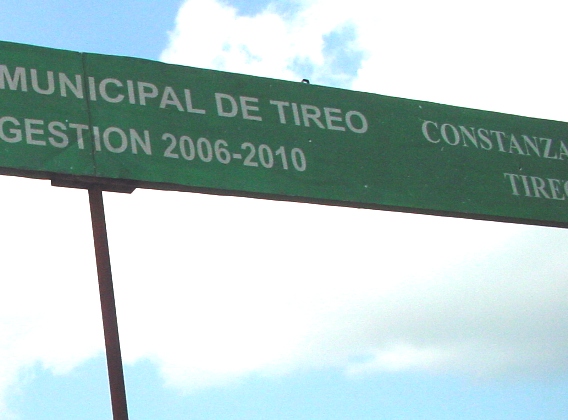 MUNICIPAL DE TIREO
GESTION 2006-2010
CONSTANZA
TIREO